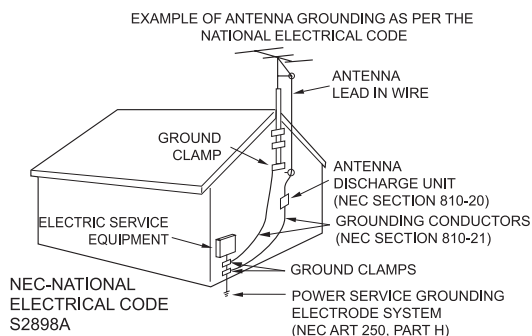 EXAMPLE OF ANTENNA GROUNDING AS PER THE
NATIONAL ELECTRICAL CODE
ANTENNA
LEAD IN WIRE
GROUND
CLAMP
ANTENNA
DISCHARGE UNIT
(NEC SECTION 810-20)
ELECTRIC SERVICE
EQUIPMENT
GROUNDING CONDUCTORS
(NEC SECTION 810-21)
GROUND CLAMPS
NEC-NATIONAL
ELECTRICAL CODE
S2898A
POWER SERVICE GROUNDING
ELECTRODE SYSTEM
(NEC ART 250, PART H)